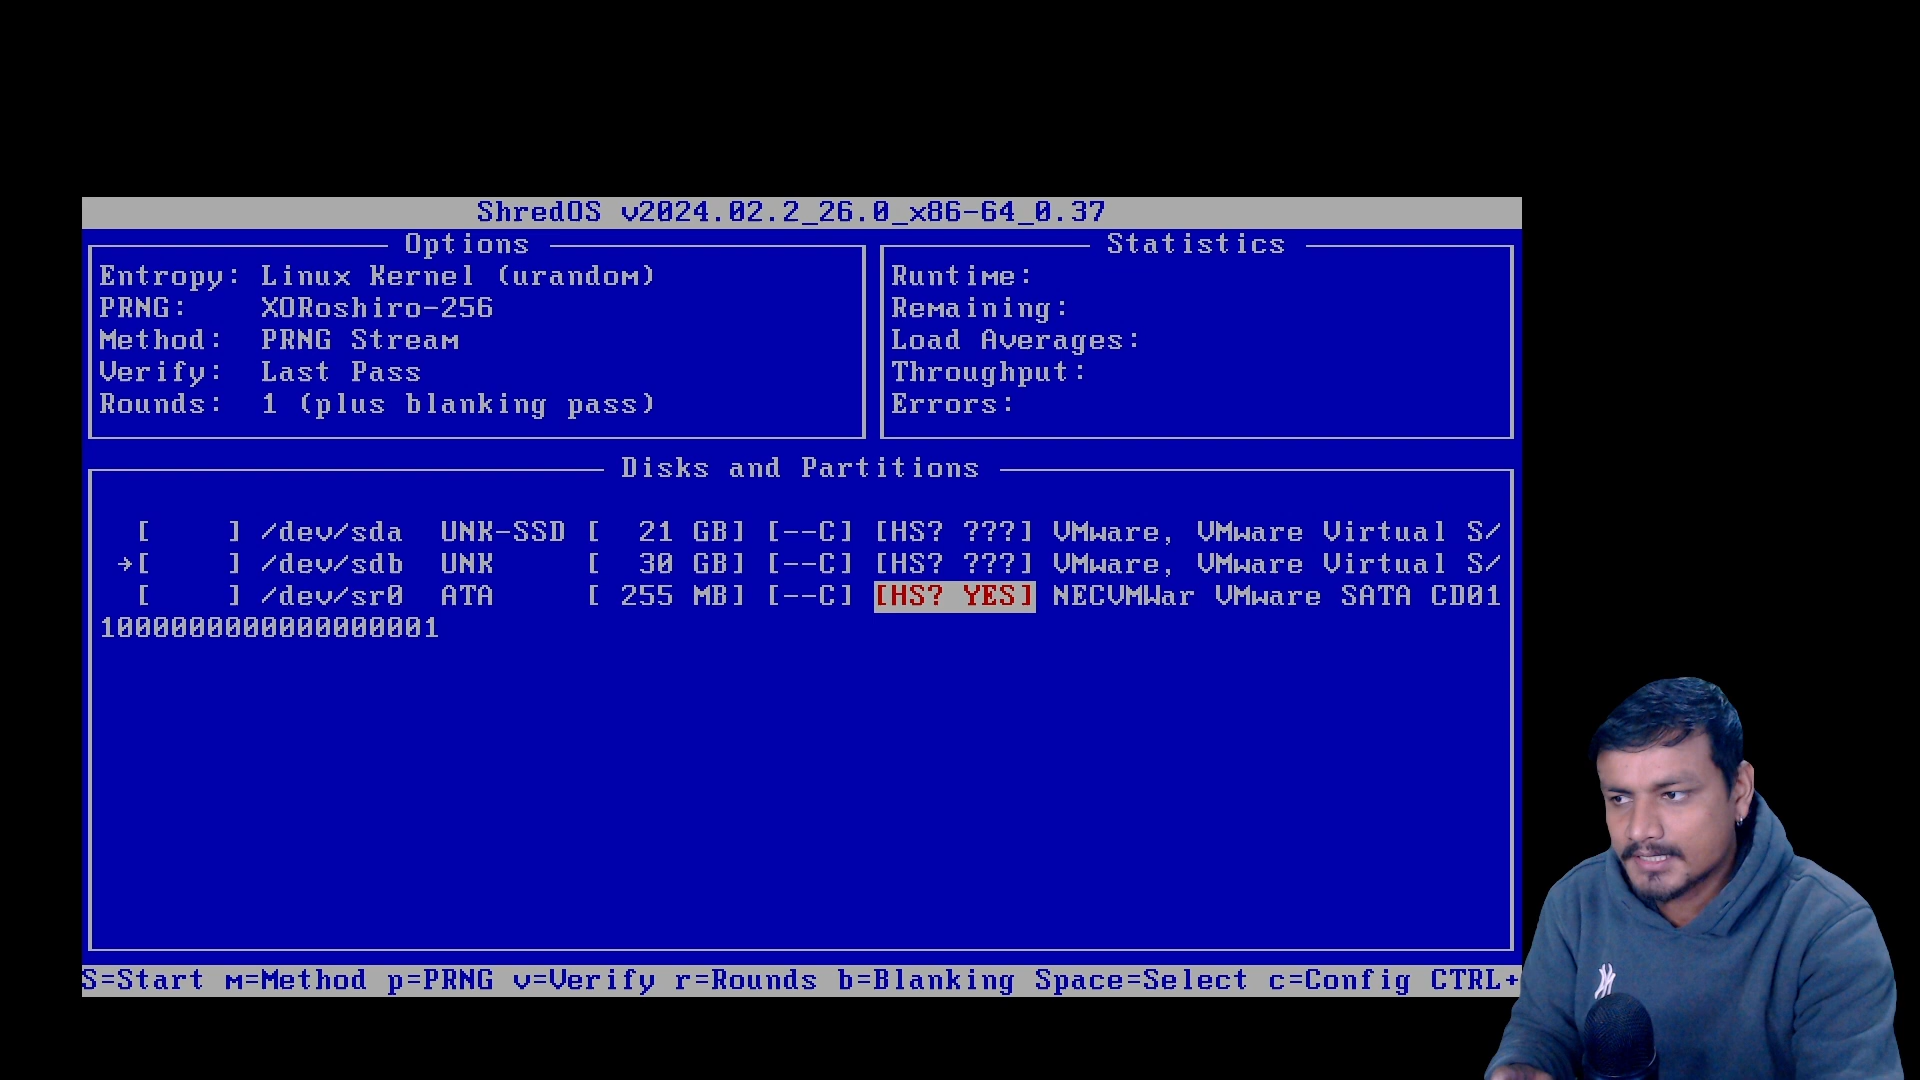 ShredOS v2024.02.2_26.0_x86-64_0.37
Options
Entropy: Linux Kernel (urandom)
PRNG: XORoshiro-256
Method: PRNG Stream
Verify: Last Pass
Rounds: 1 (plus blanking pass)
Statistics
Runtime:
Remaining:
Load Averages:
Throughput:
Errors:
Disks and Partitions
[ ] /dev/sda UNK-SSD [ 21 GB] [--C] [HS? ???] VMware, VMware Virtual S/
→[ ] /dev/sdb UNK [ 30 GB] [--C] [HS? ???] VMware, VMware Virtual S/
[ ] /dev/sr0 ATA [ 255 MB] [--C] [HS? YES] NECVMWar VMware SATA CD01
1000000000000000001
S=Start m=Method p=PRNG v=Verify r=Rounds b=Blanking Space=Select c=Config CTRL+